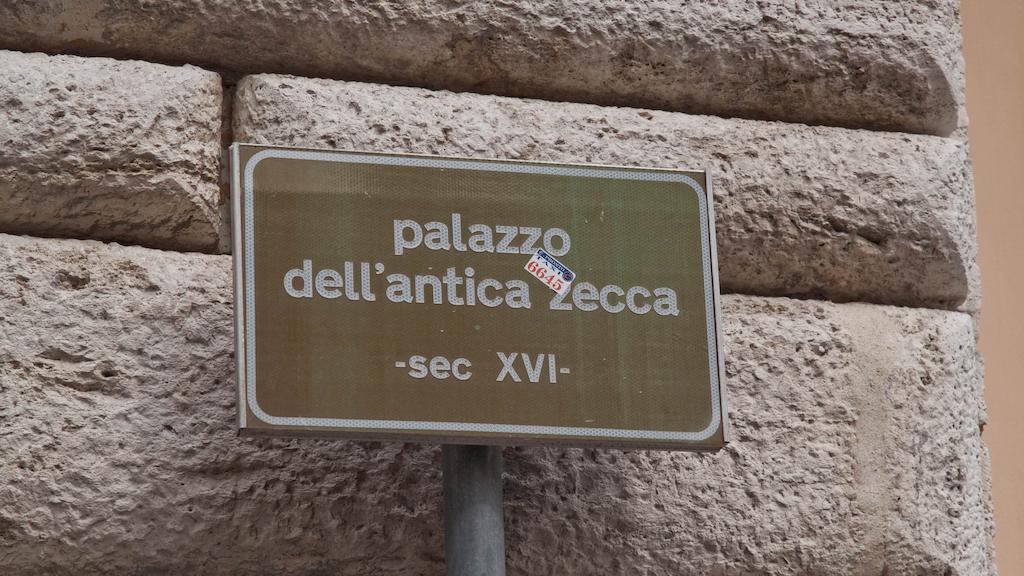 palazzo
dell'antica zecca
6645
-sec XVI-